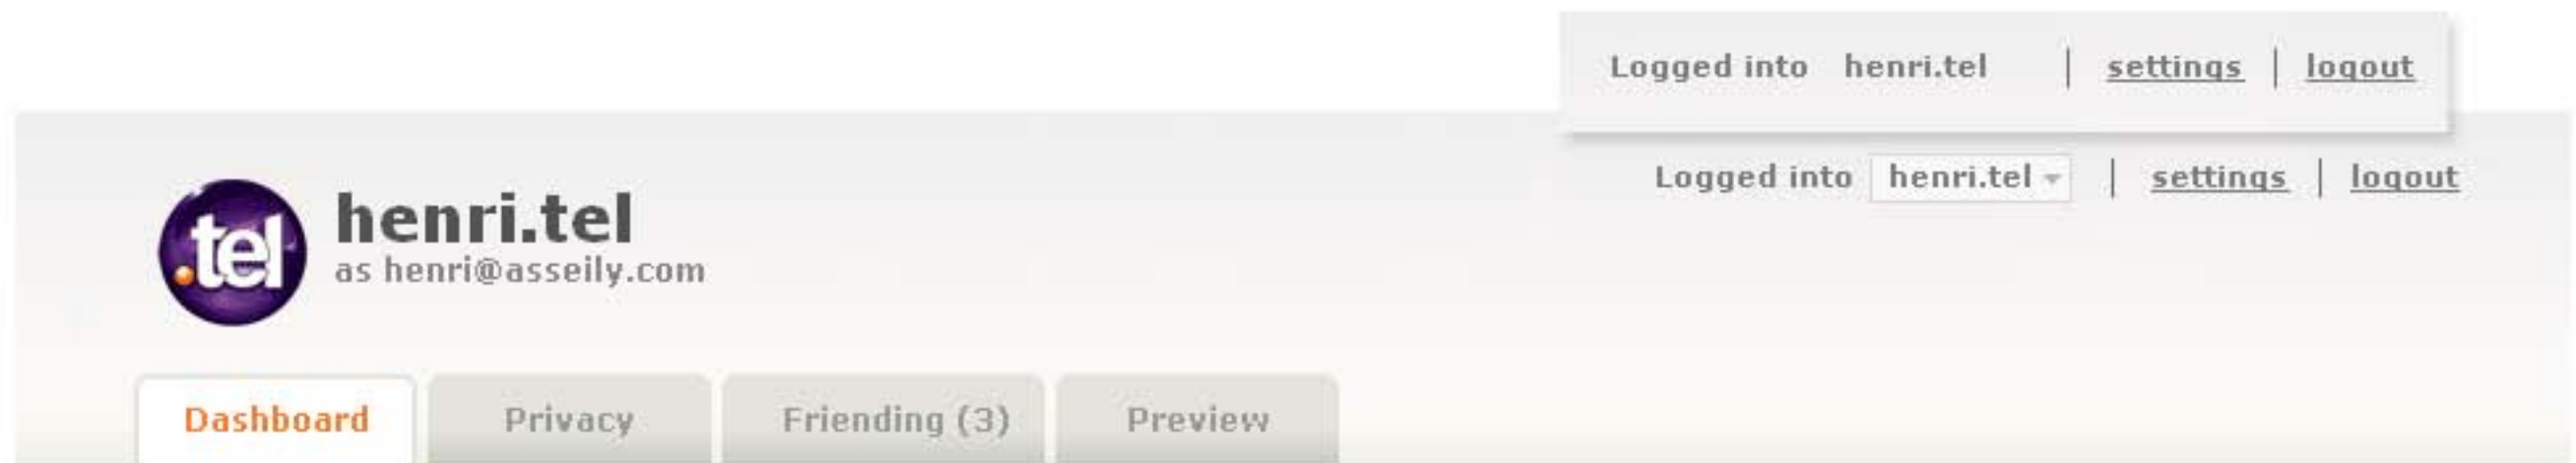 Logged into henri.tel | settings | logout
Logged into henri.tel | settings | logout
.tel
henri.tel
as henri@asseily.com
Dashboard Privacy Friending (3) Preview